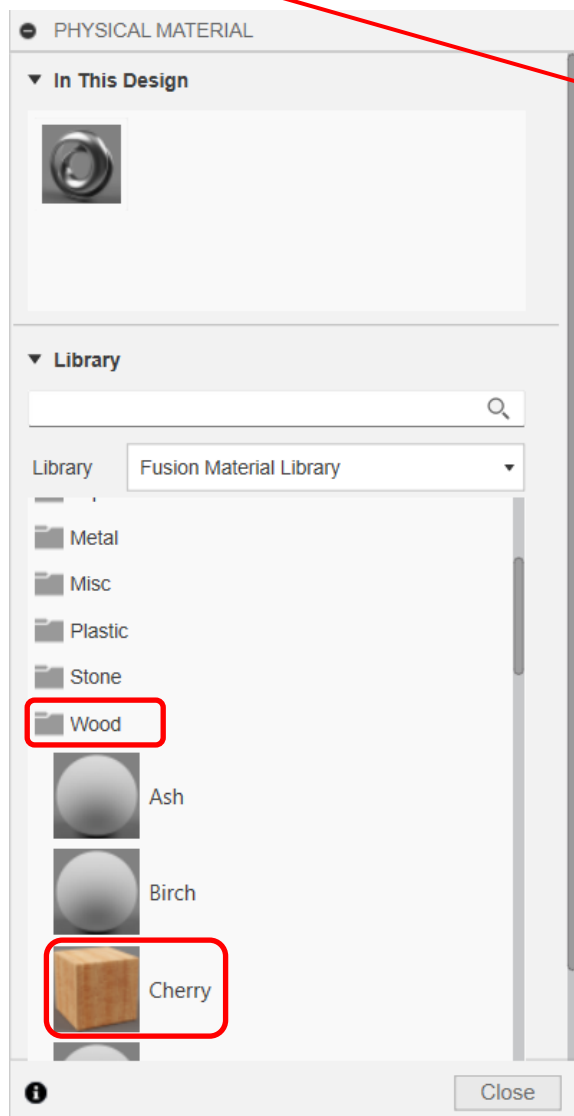 PHYSICAL MATERIAL
In This Design
Library
Library Fusion Material Library
Metal
Misc
Plastic
Stone
Wood
Ash
Birch
Cherry
Close